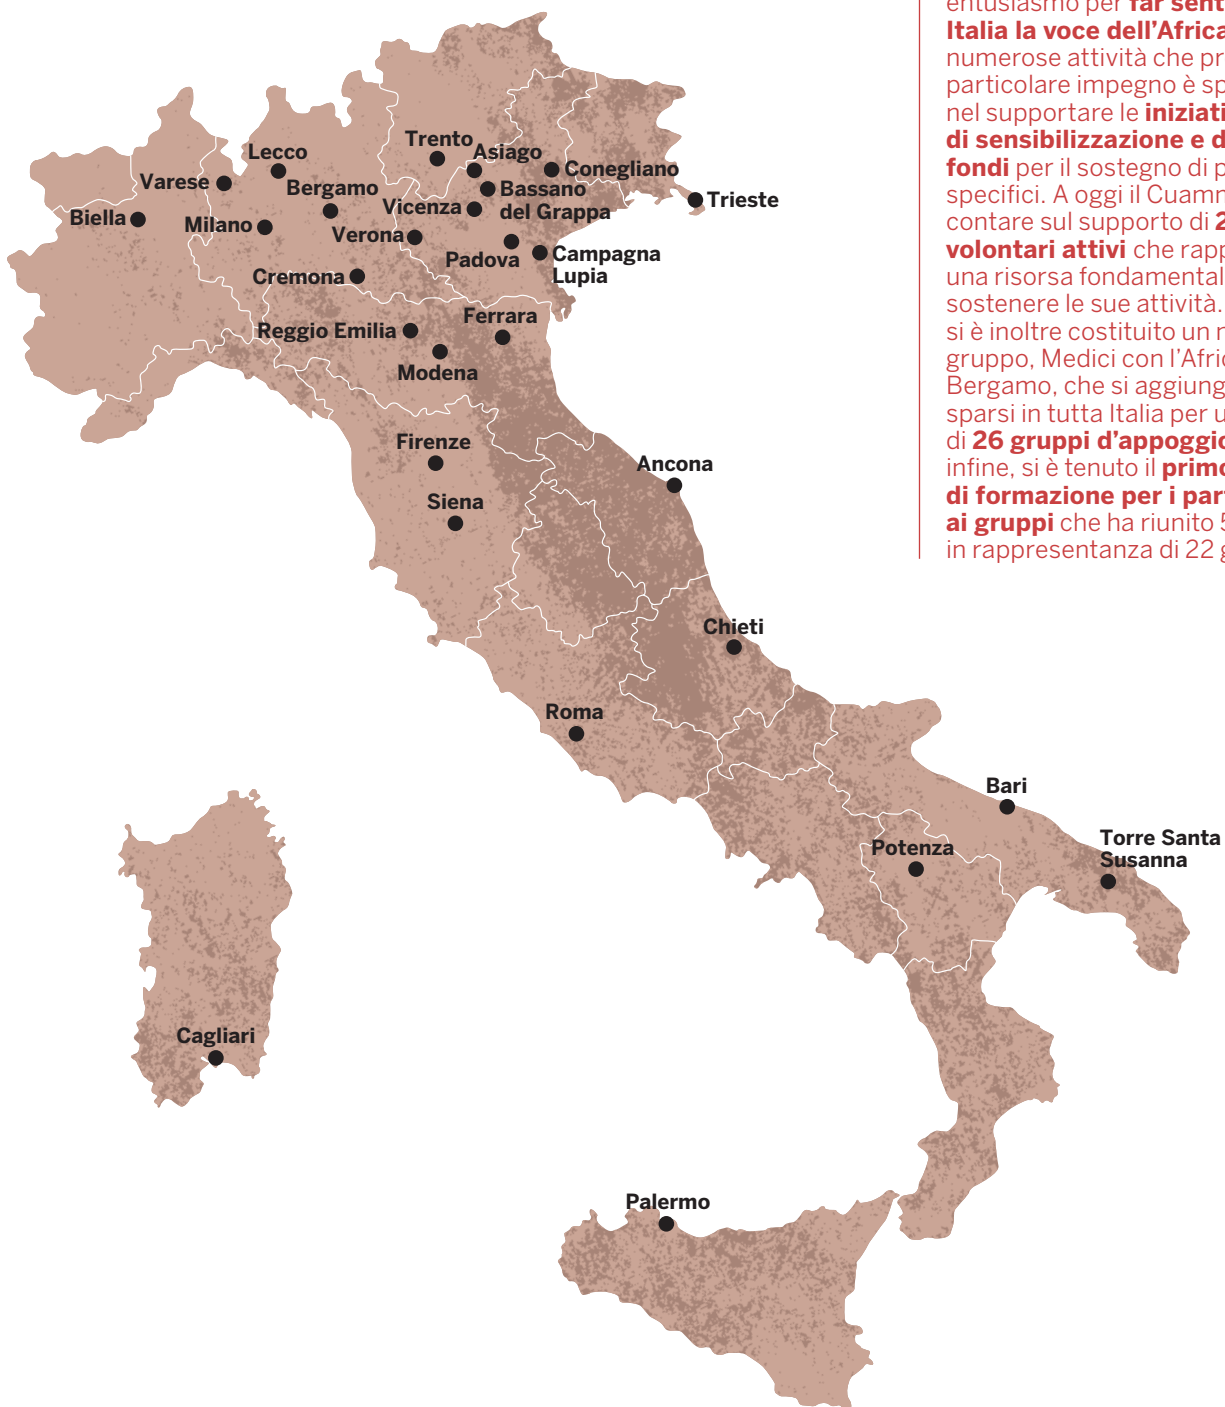 entusiasmo per far sent
Italia la voce dell’Africa
numerose attività che pr
particolare impegno è sp
nel supportare le iniziati
di sensibilizzazione e d
fondi per il sostegno di p
specifici. A oggi il Cuamm
contare sul supporto di 2
volontari attivi che rapp
una risorsa fondamental
sostenere le sue attività.
si è inoltre costituito un n
gruppo, Medici con l’Afric
Bergamo, che si aggiung
sparsi in tutta Italia per u
di 26 gruppi d’appoggio
infine, si è tenuto il primo
di formazione per i part
ai gruppi che ha riunito 5
in rappresentanza di 22 g
Trento
Asiago
Lecco
Conegliano
Varese
Bergamo
Bassano
del Grappa
Trieste
Vicenza
Biella
Milano
Verona
Padova
Campagna
Lupia
Cremona
Ferrara
Reggio Emilia
Modena
Firenze
Ancona
Siena
Chieti
Roma
Bari
Torre Santa
Susanna
Potenza
Cagliari
Palermo